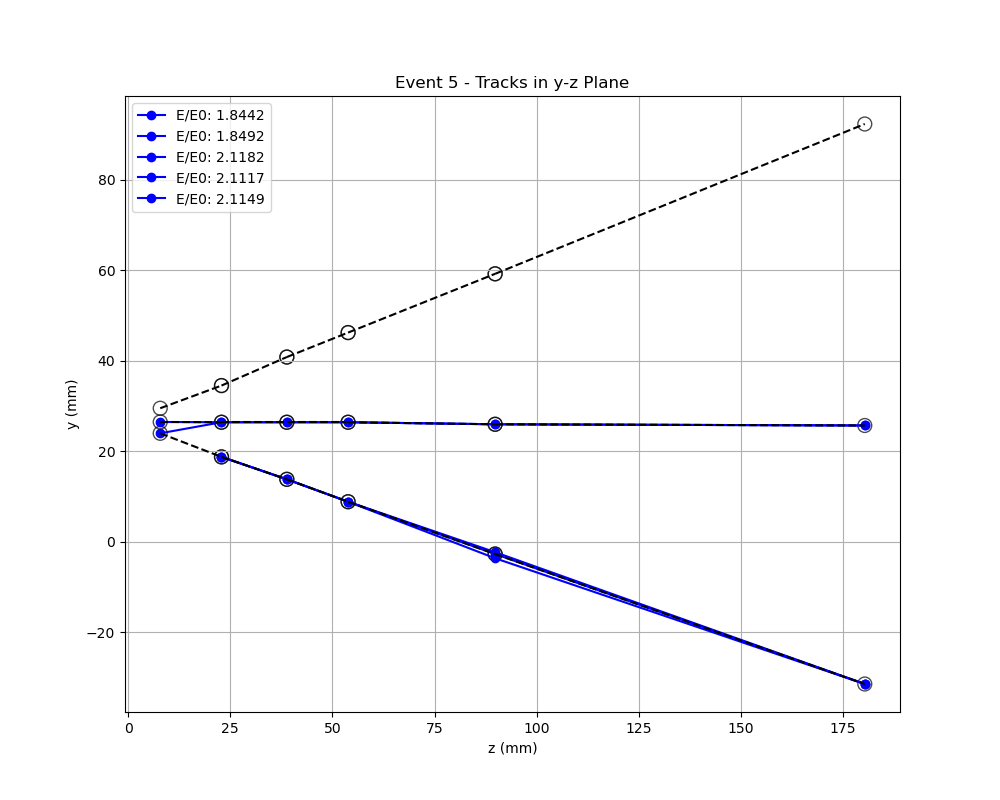 Event 5 - Tracks in y-z Plane
E/E0: 1.8442
E/E0: 1.8492
E/E0: 2.1182
E/E0: 2.1117
E/E0: 2.1149
80
60
40
20
0
−20
y (mm)
0 25 50 75 100 125 150 175
z (mm)